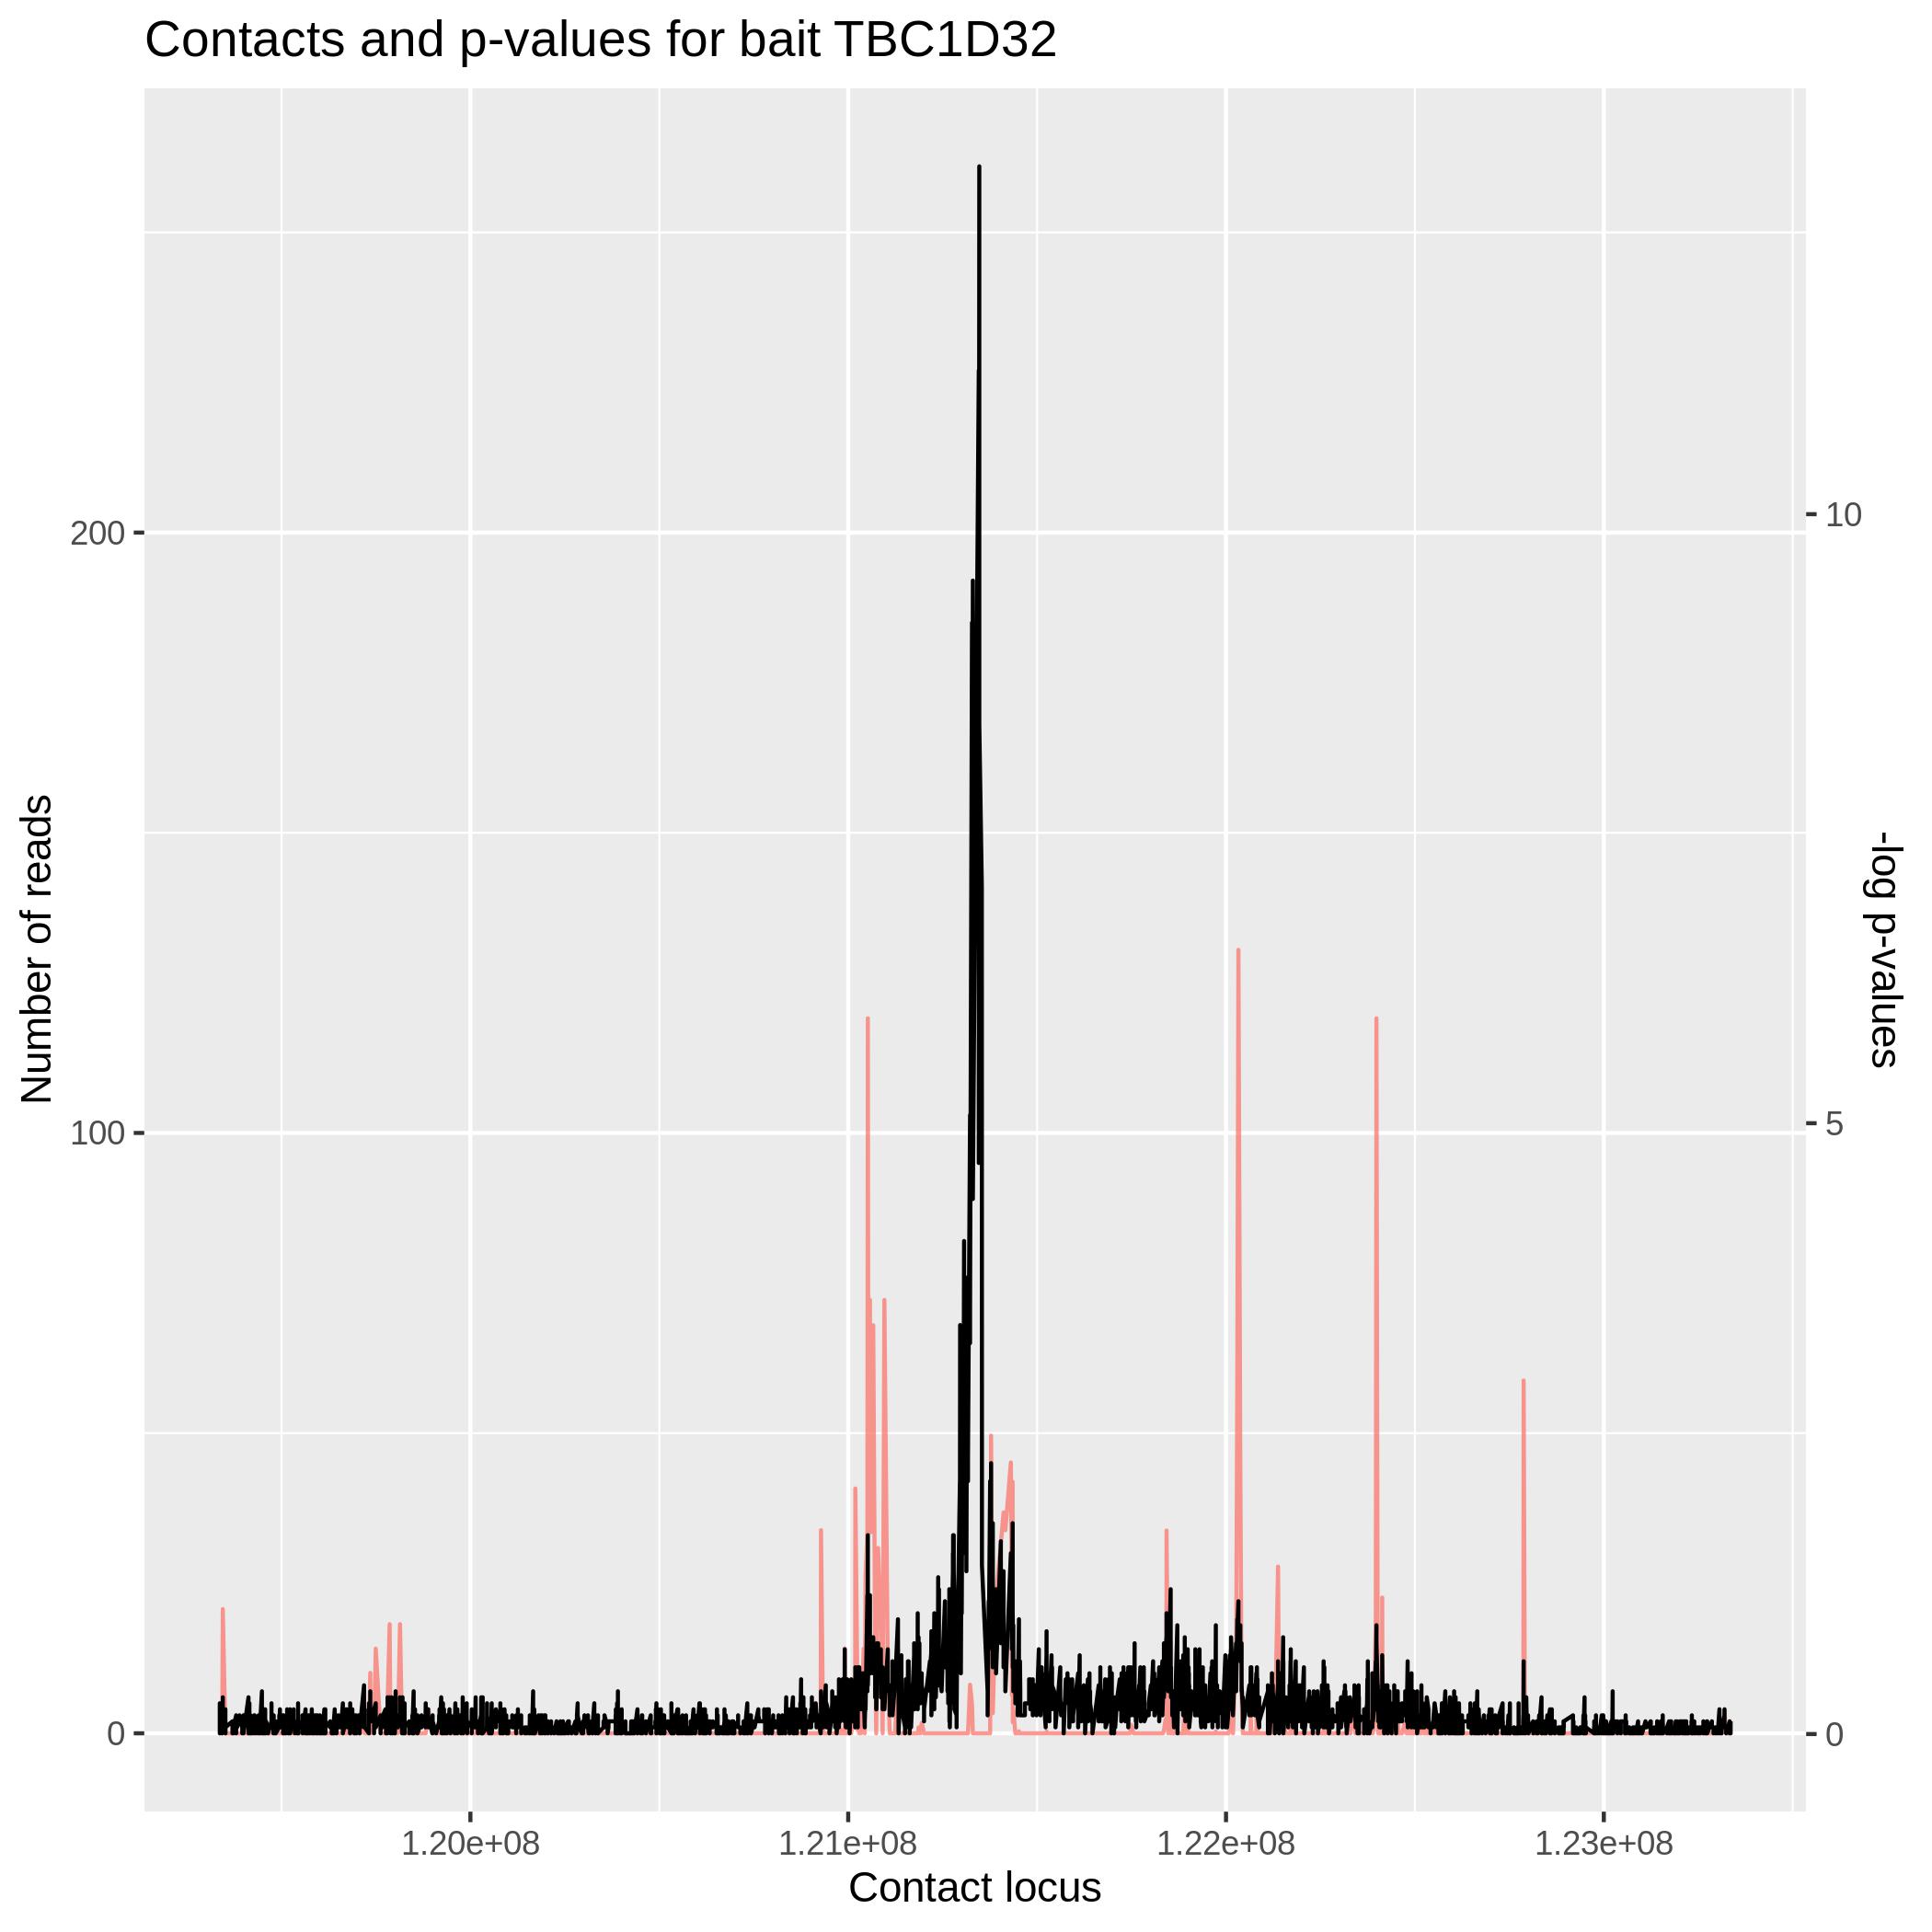 Contacts and p-values for bait TBC1D32
Number of reads
200
100
0
10
5
0
-log p-values
1.20e+08
1.21e+08
1.22e+08
1.23e+08
Contact locus